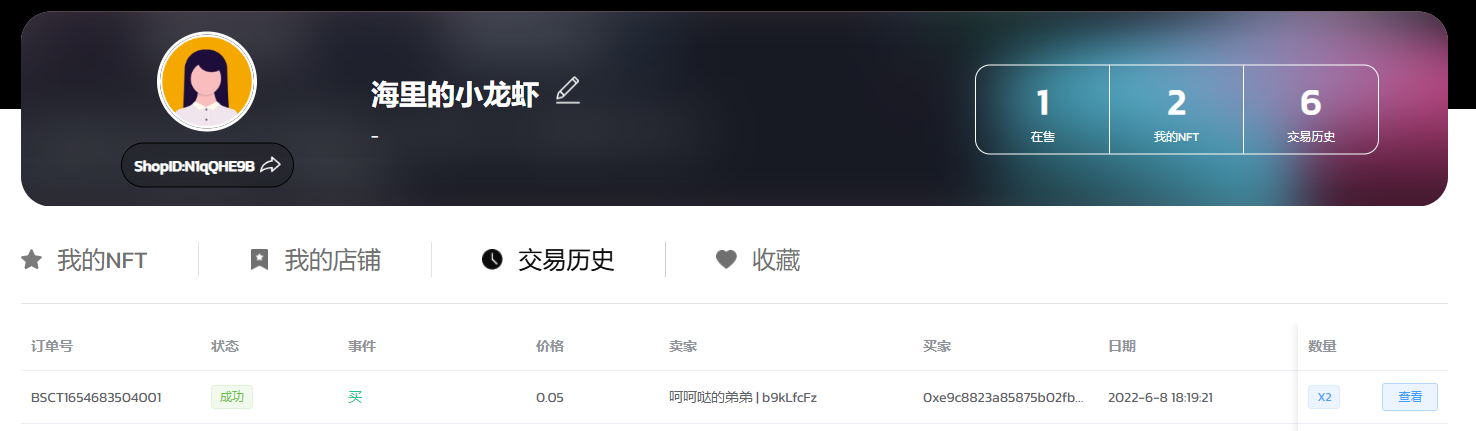 海里的小龙虾
-
ShopID:N1qQHE9B
1 2 6
在售 我的NFT 交易历史
我的NFT 我的店铺 交易历史 收藏
订单号 状态 事件 价格 卖家 买家 日期 数量
BSCT1654683504001 成功 买 0.05 呵呵哒的弟弟 | b9kLfcFz 0xe9c8823a85875b02fb... 2022-6-8 18:19:21 X2 查看